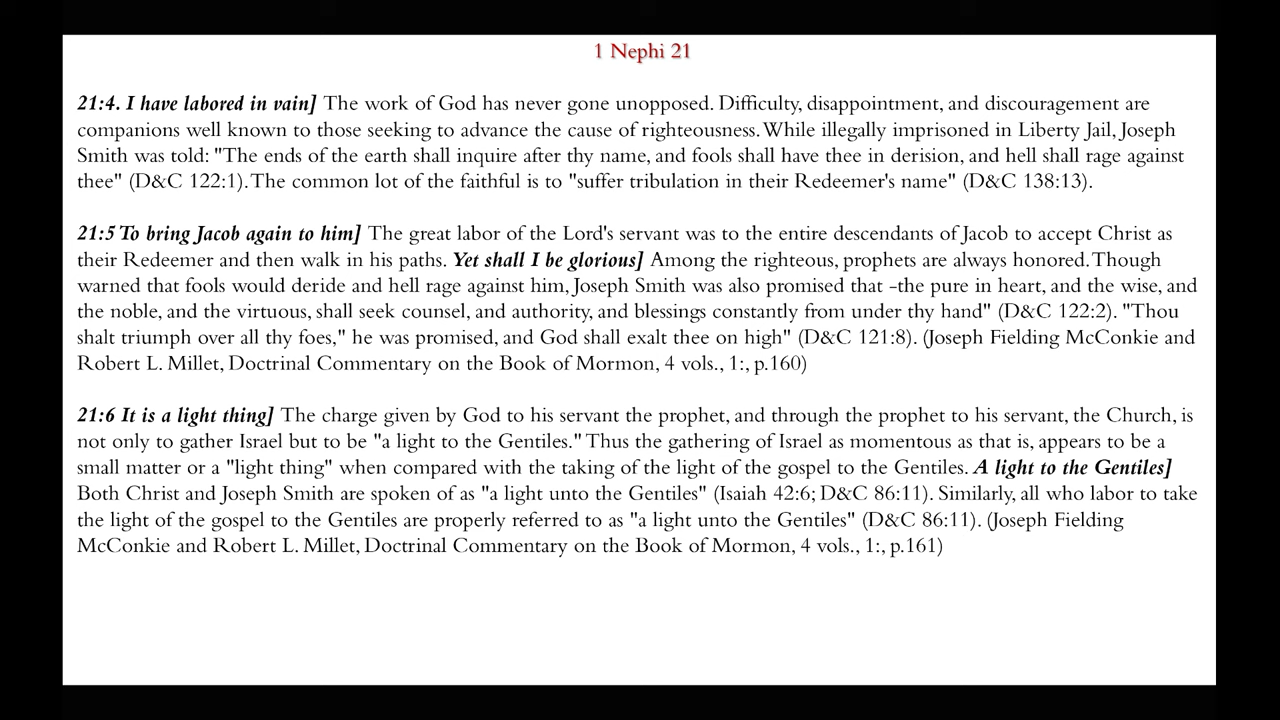 1 Nephi 21
21:4. I have labored in vain] The work of God has never gone unopposed. Difficulty, disappointment, and discouragement are
companions well known to those seeking to advance the cause of righteousness. While illegally imprisoned in Liberty Jail, Joseph
Smith was told: "The ends of the earth shall inquire after thy name, and fools shall have thee in derision, and hell shall rage against
thee" (D&C 122:1). The common lot of the faithful is to "suffer tribulation in their Redeemer's name" (D&C 138:13).
21:5 To bring Jacob again to him] The great labor of the Lord's servant was to the entire descendants of Jacob to accept Christ as
their Redeemer and then walk in his paths. Yet shall I be glorious] Among the righteous, prophets are always honored. Though
warned that fools would deride and hell rage against him, Joseph Smith was also promised that -the pure in heart, and the wise, and
the noble, and the virtuous, shall seek counsel, and authority, and blessings constantly from under thy hand" (D&C 122:2). "Thou
shalt triumph over all thy foes," he was promised, and God shall exalt thee on high" (D&C 121:8). (Joseph Fielding McConkie and
Robert L. Millet, Doctrinal Commentary on the Book of Mormon, 4 vols., 1:, p.160)
21:6 It is a light thing] The charge given by God to his servant the prophet, and through the prophet to his servant, the Church, is
not only to gather Israel but to be "a light to the Gentiles." Thus the gathering of Israel as momentous as that is, appears to be a
small matter or a "light thing" when compared with the taking of the light of the gospel to the Gentiles. A light to the Gentiles]
Both Christ and Joseph Smith are spoken of as "a light unto the Gentiles" (Isaiah 42:6; D&C 86:11). Similarly, all who labor to take
the light of the gospel to the Gentiles are properly referred to as "a light unto the Gentiles" (D&C 86:11). (Joseph Fielding
McConkie and Robert L. Millet, Doctrinal Commentary on the Book of Mormon, 4 vols., 1:, p.161)